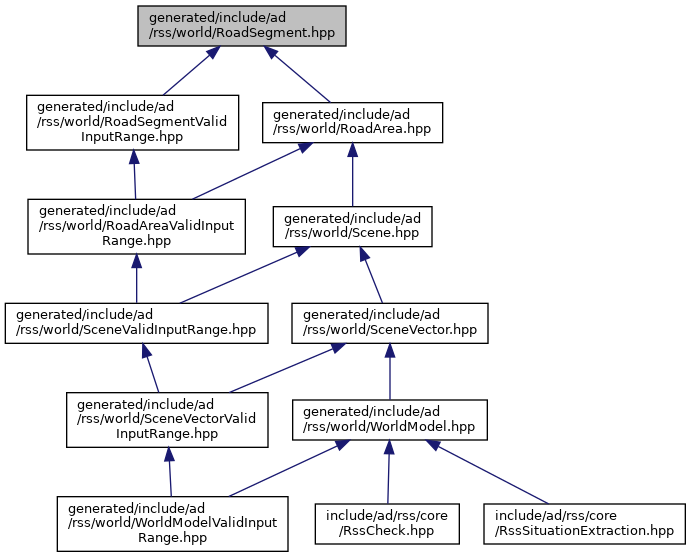 generated/include/ad
/rss/world/RoadSegment.hpp
generated/include/ad
/rss/world/RoadSegmentValid
InputRange.hpp
generated/include/ad
/rss/world/RoadArea.hpp
generated/include/ad
/rss/world/RoadAreaValidInput
Range.hpp
generated/include/ad
/rss/world/Scene.hpp
generated/include/ad
/rss/world/SceneValidInputRange.hpp
generated/include/ad
/rss/world/SceneVector.hpp
generated/include/ad
/rss/world/SceneVectorValid
InputRange.hpp
generated/include/ad
/rss/world/WorldModel.hpp
generated/include/ad
/rss/world/WorldModelValidInput
Range.hpp
include/ad/rss/core
/RssCheck.hpp
include/ad/rss/core
/RssSituationExtraction.hpp